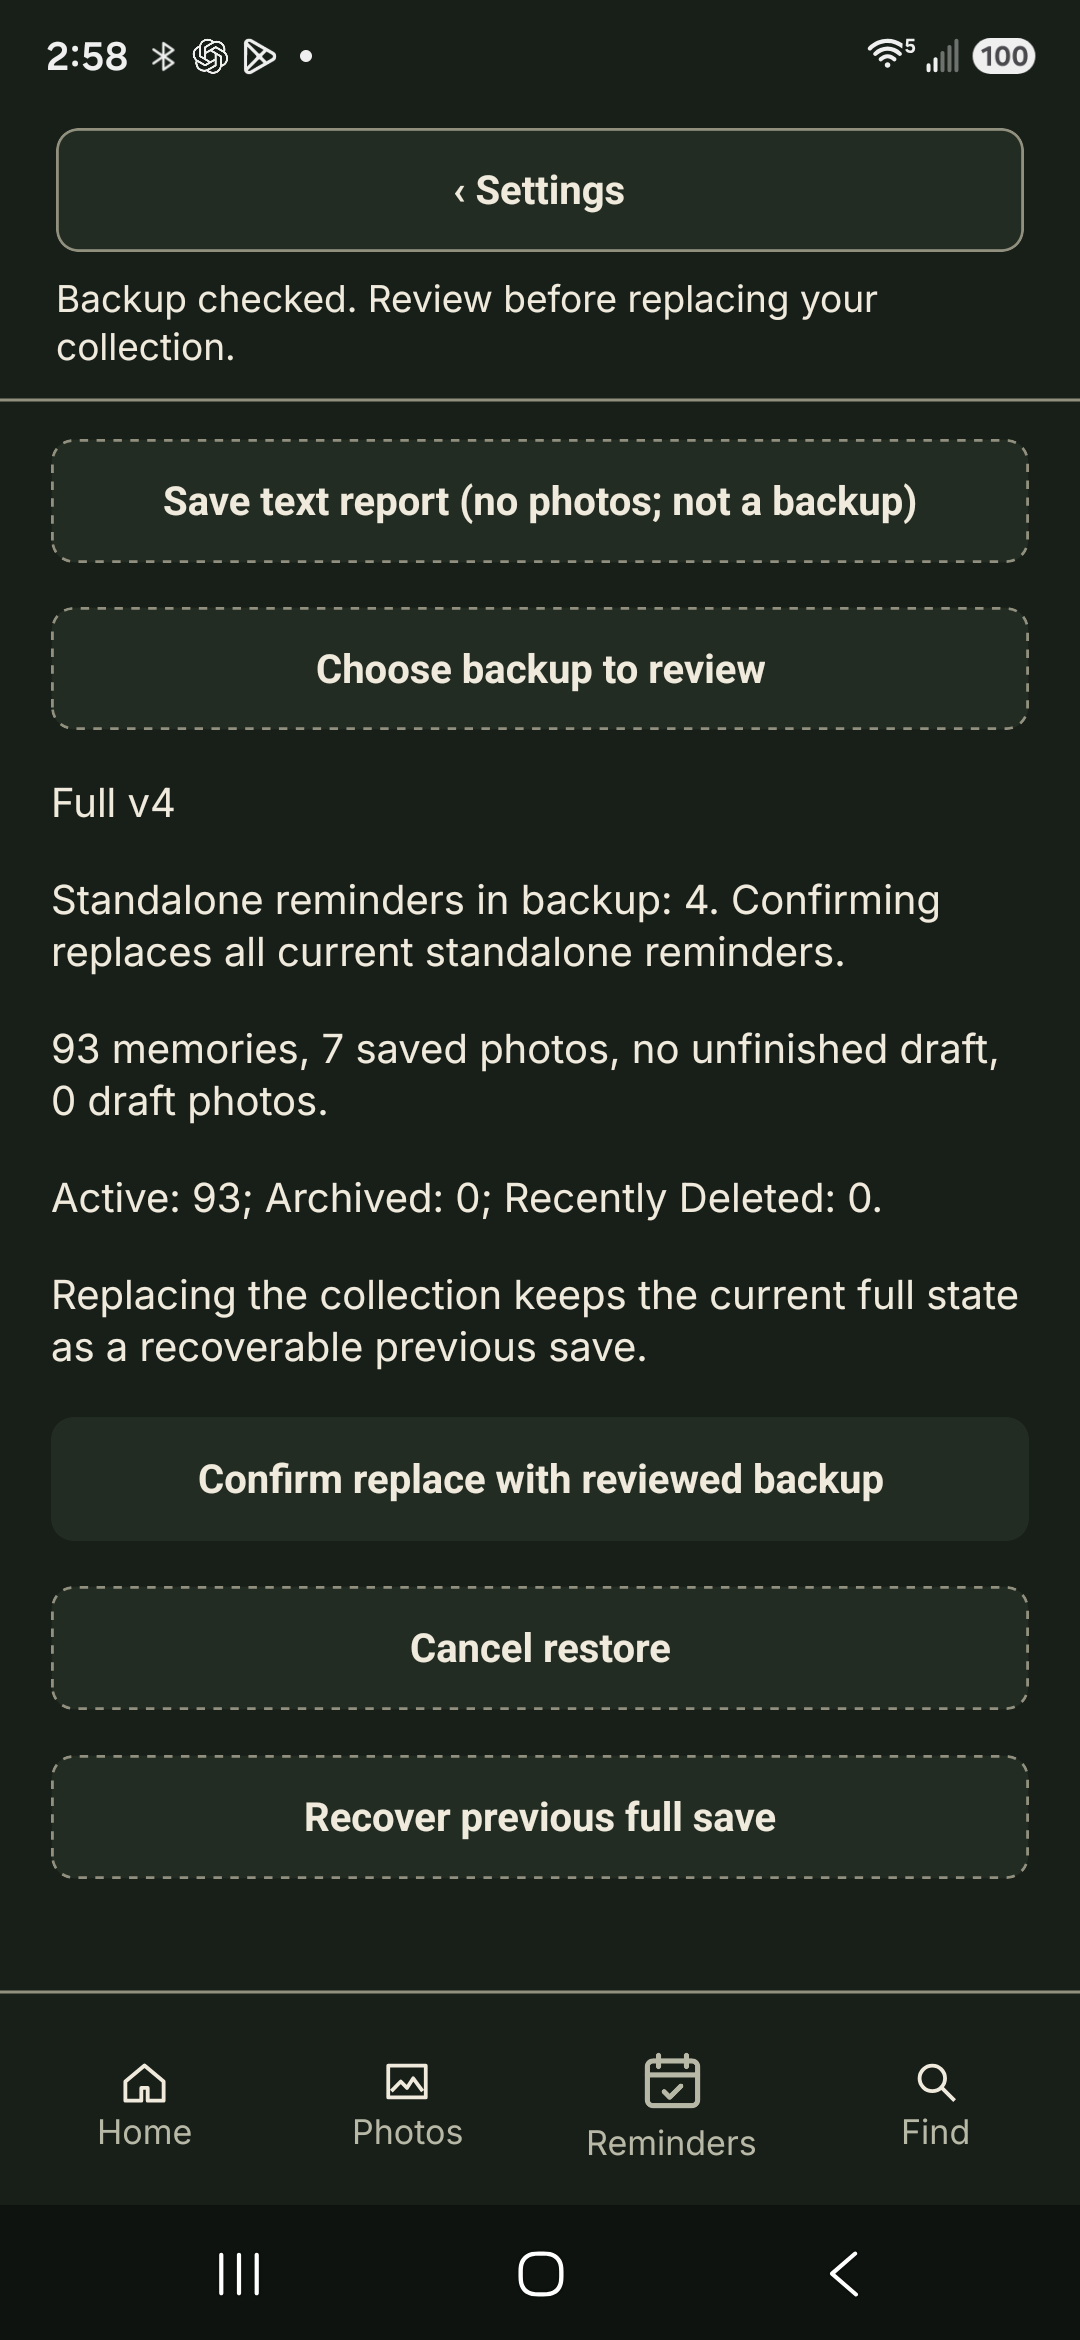 2:58
5
100
‹ Settings
Backup checked. Review before replacing your
collection.
Save text report (no photos; not a backup)
Choose backup to review
Full v4
Standalone reminders in backup: 4. Confirming
replaces all current standalone reminders.
93 memories, 7 saved photos, no unfinished draft,
0 draft photos.
Active: 93; Archived: 0; Recently Deleted: 0.
Replacing the collection keeps the current full state
as a recoverable previous save.
Confirm replace with reviewed backup
Cancel restore
Recover previous full save
Home
Photos
Reminders
Find